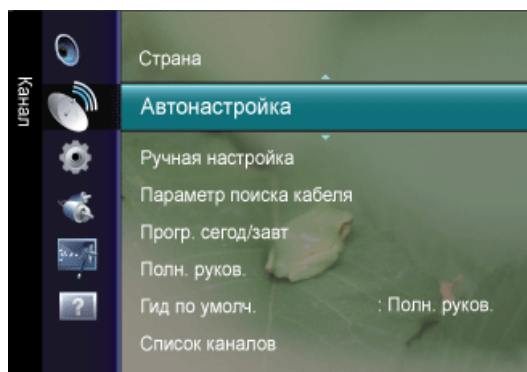 Канал
Страна
Автонастройка
Ручная настройка
Параметр поиска кабеля
Прогр. сегод/завт
Полн. руков.
Гид по умолч. : Полн. руков.
Список каналов
?